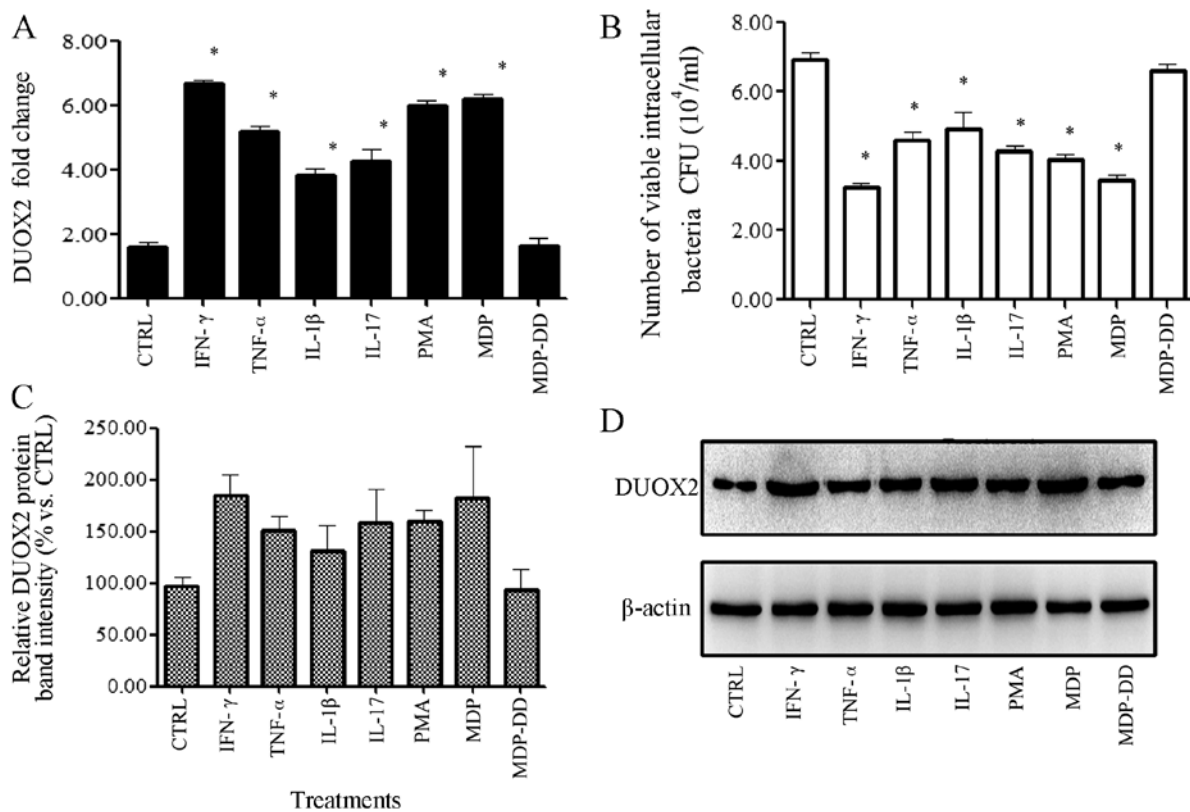 A
DUOX2 fold change
8.00
6.00
4.00
2.00
0.00
* * * * * *
CTRL
IFN- γ
TNF-α
IL-1β
IL-17
PMA
MDP
MDP-DD
B
Number of viable intracellular
bacteria CFU (10⁴/ml)
8.00
6.00
4.00
2.00
0.00
* * * * * *
CTRL
IFN- γ
TNF-α
IL-1β
IL-17
PMA
MDP
MDP-DD
C
Relative DUOX2 protein
band intensity (% vs. CTRL)
250.00
200.00
150.00
100.00
50.00
0.00
CTRL
IFN- γ
TNF-α
IL-1β
IL-17
PMA
MDP
MDP-DD
Treatments
D
DUOX2
β-actin
CTRL
IFN- γ
TNF-α
IL-1β
IL-17
PMA
MDP
MDP-DD